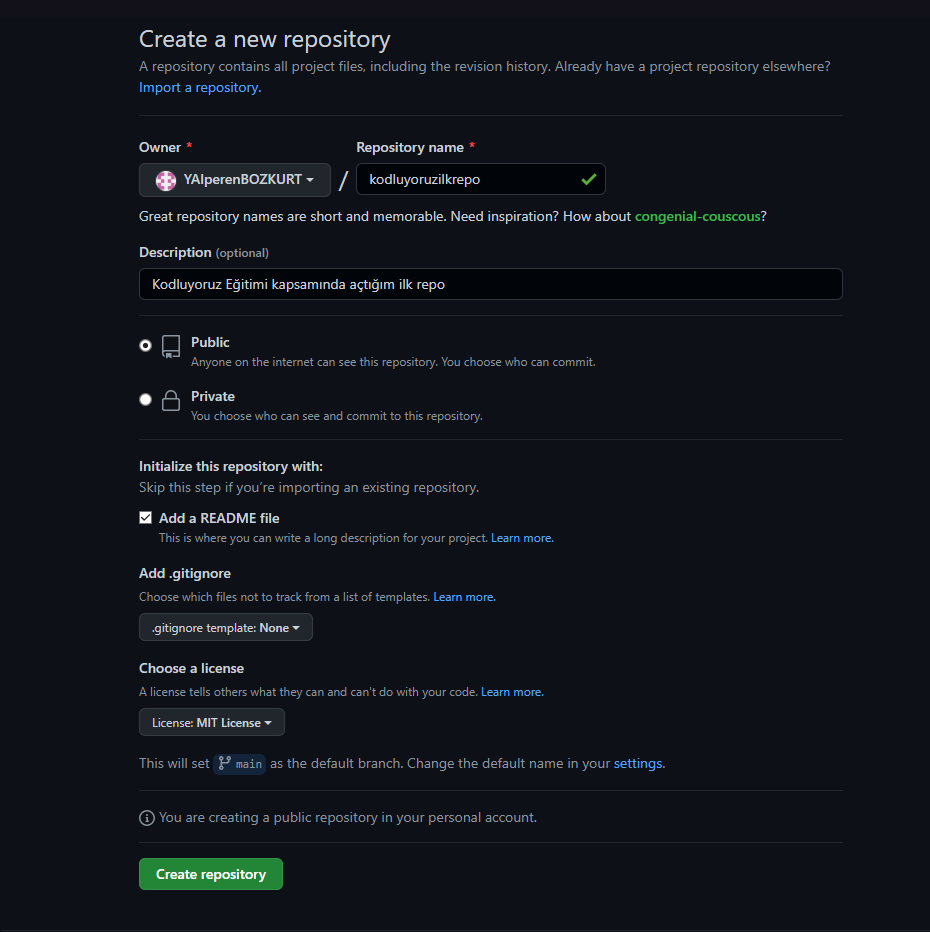 Create a new repository
A repository contains all project files, including the revision history. Already have a project repository elsewhere?
Import a repository.
Owner * Repository name *
YAlperenBOZKURT / kodluyoruzilkrepo
Great repository names are short and memorable. Need inspiration? How about congenial-couscous?
Description (optional)
Kodluyoruz Eğitimi kapsamında açtığım ilk repo
Public
Anyone on the internet can see this repository. You choose who can commit.
Private
You choose who can see and commit to this repository.
Initialize this repository with:
Skip this step if you're importing an existing repository.
Add a README file
This is where you can write a long description for your project. Learn more.
Add .gitignore
Choose which files not to track from a list of templates. Learn more.
.gitignore template: None
Choose a license
A license tells others what they can and can't do with your code. Learn more.
License: MIT License
This will set main as the default branch. Change the default name in your settings.
You are creating a public repository in your personal account.
Create repository